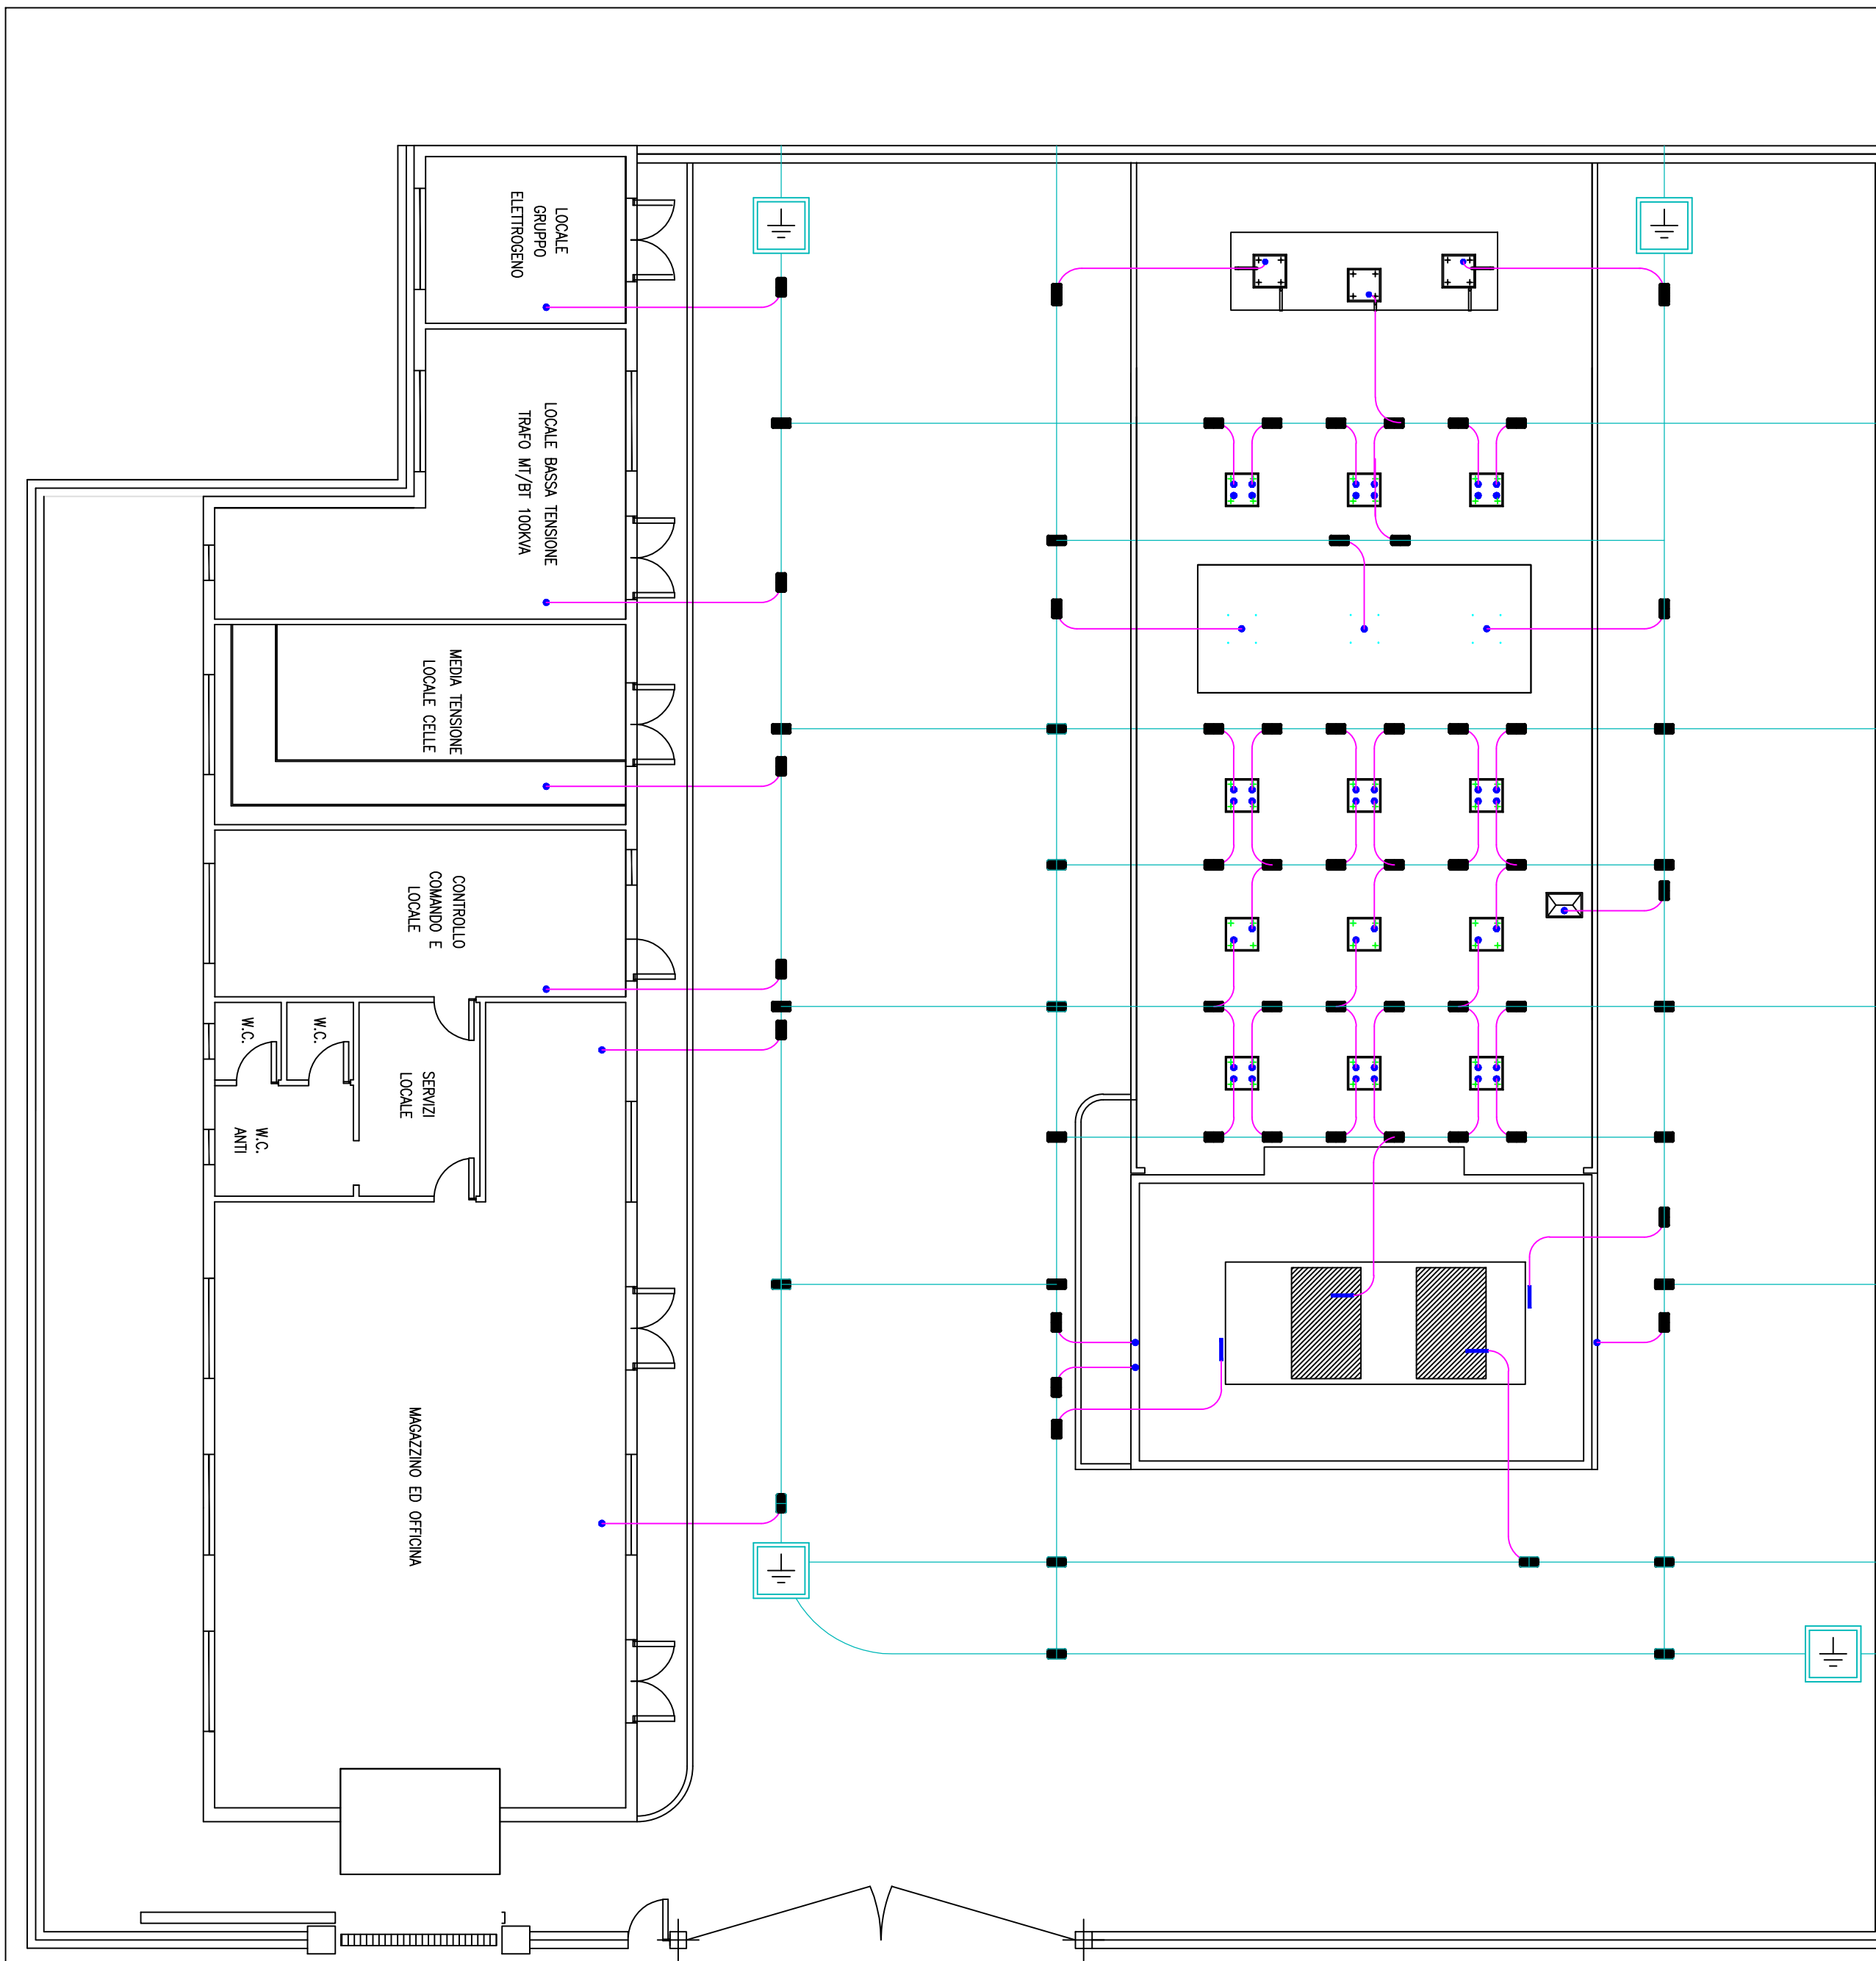 LOCALE
GRUPPO
ELETTROGENO
LOCALE BASSA TENSIONE
TRAFO MT/BT 100KVA
MEDIA TENSIONE
LOCALE CELLE
CONTROLLO
COMANDO E
LOCALE
W.C.
W.C.
SERVIZI
LOCALE
W.C.
ANTI
MAGAZZINO ED OFFICINA